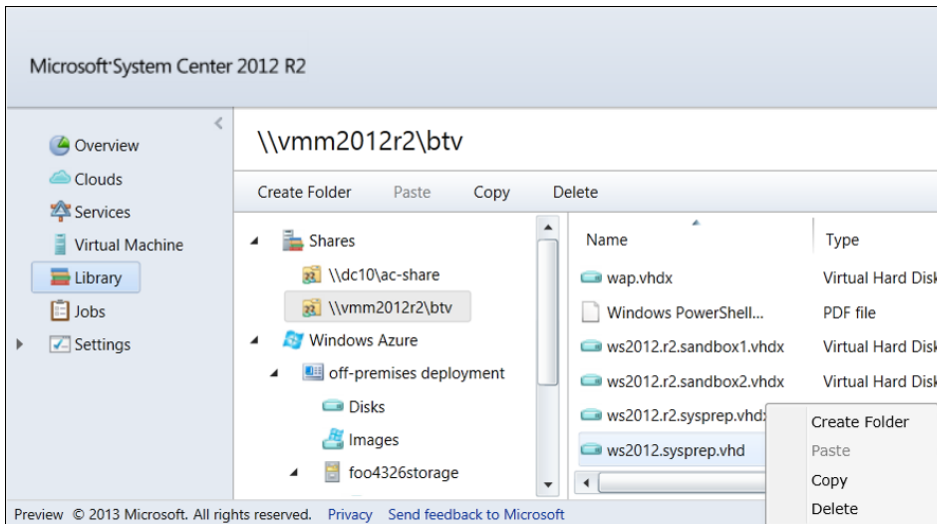 Microsoft System Center 2012 R2
Overview
Clouds
Services
Virtual Machine
Library
Jobs
Settings
\\vmm2012r2\btv
Create Folder Paste Copy Delete
Shares
\\dc10\ac-share
\\vmm2012r2\btv
Windows Azure
off-premises deployment
Disks
Images
foo4326storage
Name Type
wap.vhdx Virtual Hard Disk
Windows PowerShell... PDF file
ws2012.r2.sandbox1.vhdx Virtual Hard Disk
ws2012.r2.sandbox2.vhdx Virtual Hard Disk
ws2012.r2.sysprep.vhdx
ws2012.sysprep.vhd
Create Folder
Paste
Copy
Delete
Preview © 2013 Microsoft. All rights reserved. Privacy Send feedback to Microsoft